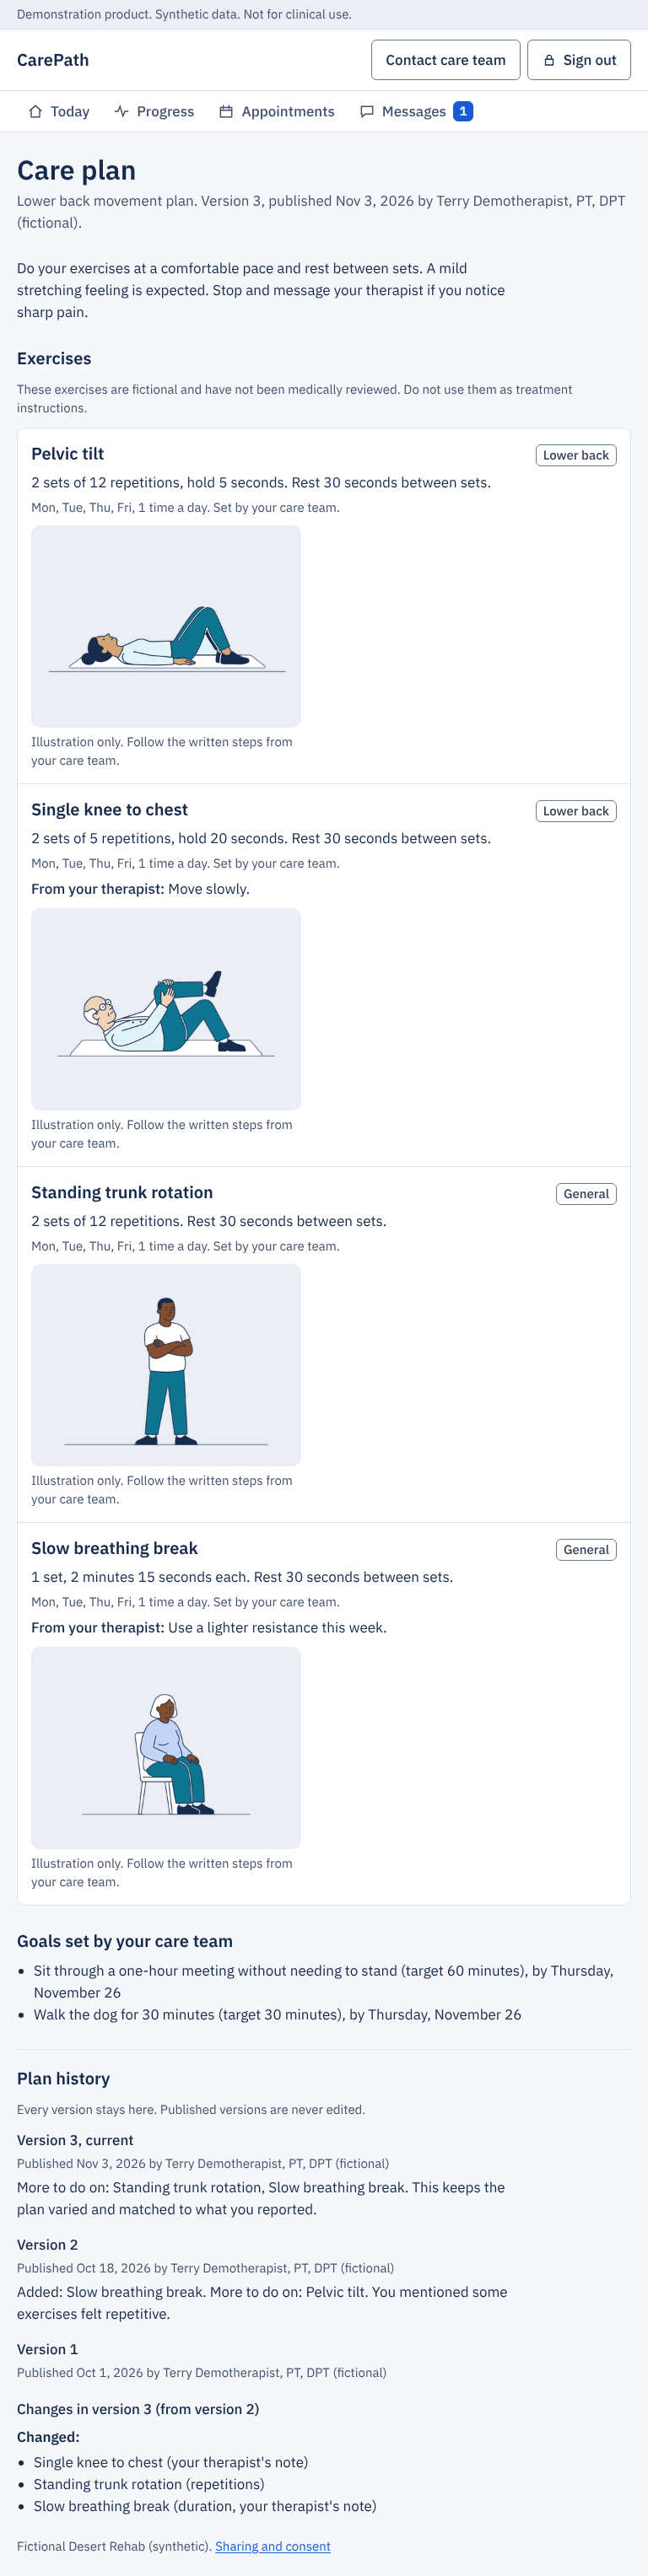 Demonstration product. Synthetic data. Not for clinical use.
CarePath
Contact care team
Sign out
Today
Progress
Appointments
Messages
1
Care plan
Lower back movement plan. Version 3, published Nov 3, 2026 by Terry Demotherapist, PT, DPT
(fictional).
Do your exercises at a comfortable pace and rest between sets. A mild
stretching feeling is expected. Stop and message your therapist if you notice
sharp pain.
Exercises
These exercises are fictional and have not been medically reviewed. Do not use them as treatment
instructions.
Pelvic tilt
Lower back
2 sets of 12 repetitions, hold 5 seconds. Rest 30 seconds between sets.
Mon, Tue, Thu, Fri, 1 time a day. Set by your care team.
Illustration only. Follow the written steps from
your care team.
Single knee to chest
Lower back
2 sets of 5 repetitions, hold 20 seconds. Rest 30 seconds between sets.
Mon, Tue, Thu, Fri, 1 time a day. Set by your care team.
From your therapist: Move slowly.
Illustration only. Follow the written steps from
your care team.
Standing trunk rotation
General
2 sets of 12 repetitions. Rest 30 seconds between sets.
Mon, Tue, Thu, Fri, 1 time a day. Set by your care team.
Illustration only. Follow the written steps from
your care team.
Slow breathing break
General
1 set, 2 minutes 15 seconds each. Rest 30 seconds between sets.
Mon, Tue, Thu, Fri, 1 time a day. Set by your care team.
From your therapist: Use a lighter resistance this week.
Illustration only. Follow the written steps from
your care team.
Goals set by your care team
• Sit through a one-hour meeting without needing to stand (target 60 minutes), by Thursday,
November 26
• Walk the dog for 30 minutes (target 30 minutes), by Thursday, November 26
Plan history
Every version stays here. Published versions are never edited.
Version 3, current
Published Nov 3, 2026 by Terry Demotherapist, PT, DPT (fictional)
More to do on: Standing trunk rotation, Slow breathing break. This keeps the
plan varied and matched to what you reported.
Version 2
Published Oct 18, 2026 by Terry Demotherapist, PT, DPT (fictional)
Added: Slow breathing break. More to do on: Pelvic tilt. You mentioned some
exercises felt repetitive.
Version 1
Published Oct 1, 2026 by Terry Demotherapist, PT, DPT (fictional)
Changes in version 3 (from version 2)
Changed:
• Single knee to chest (your therapist's note)
• Standing trunk rotation (repetitions)
• Slow breathing break (duration, your therapist's note)
Fictional Desert Rehab (synthetic). Sharing and consent